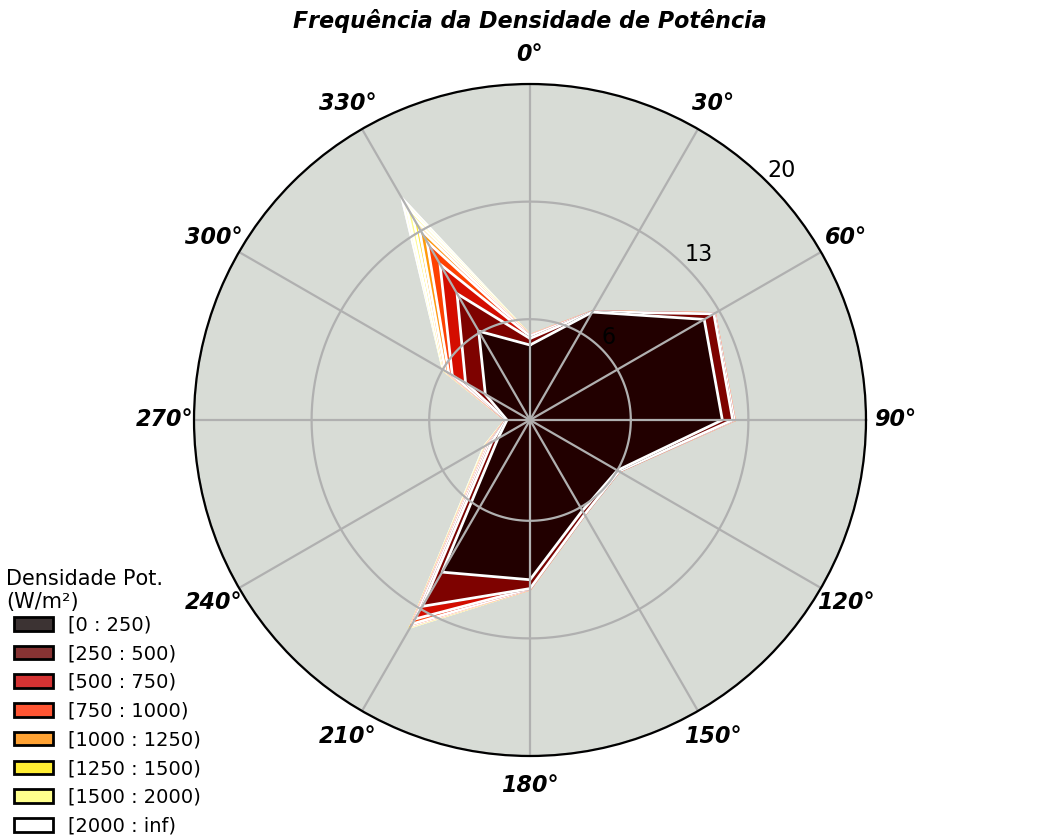 Frequência da Densidade de Potência
0°
330°
30°
20
300°
60°
13
6
270°
90°
240°
120°
210°
150°
180°
Densidade Pot.
(W/m²)
[0 : 250)
[250 : 500)
[500 : 750)
[750 : 1000)
[1000 : 1250)
[1250 : 1500)
[1500 : 2000)
[2000 : inf)